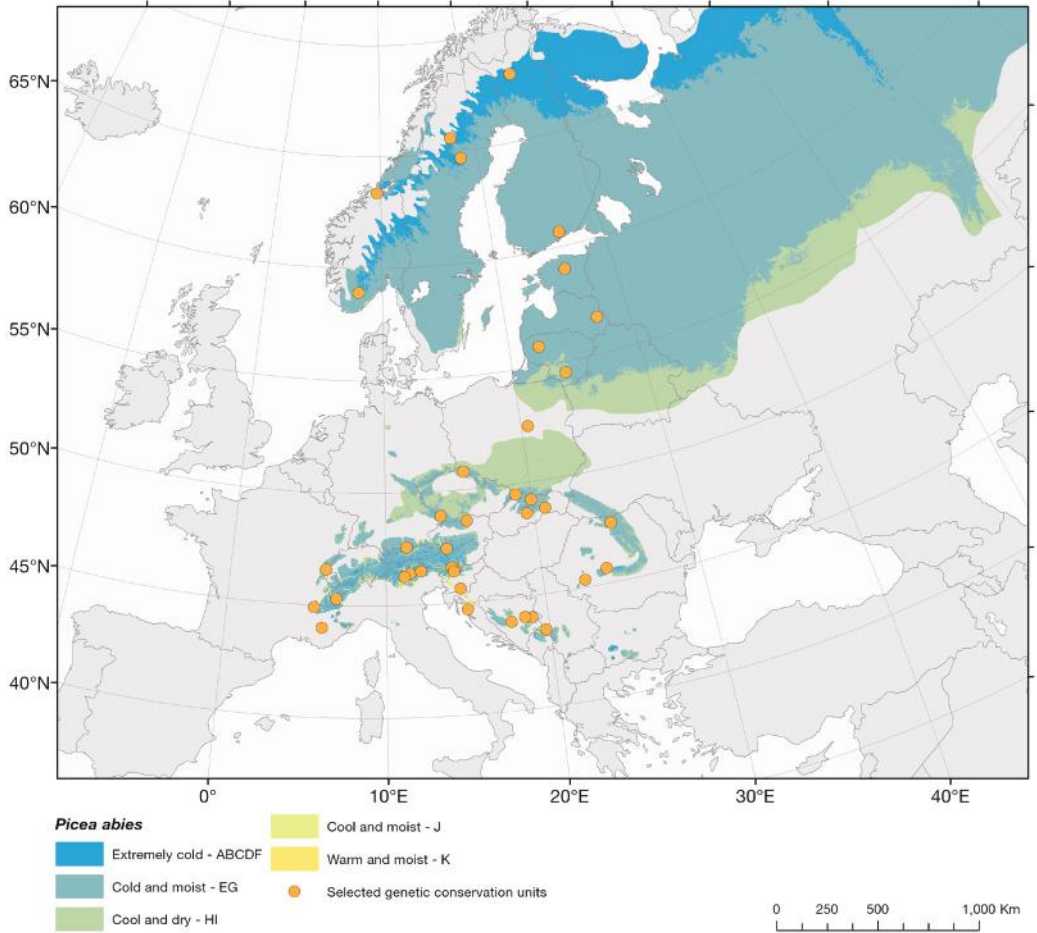 65°N
60°N
55°N
50°N
45°N
40°N
0° 10°E 20°E 30°E 40°E
Picea abies
Extremely cold - ABCDF
Cold and moist - EG
Cool and dry - HI
Cool and moist - J
Warm and moist - K
Selected genetic conservation units
0 250 500 1,000 Km